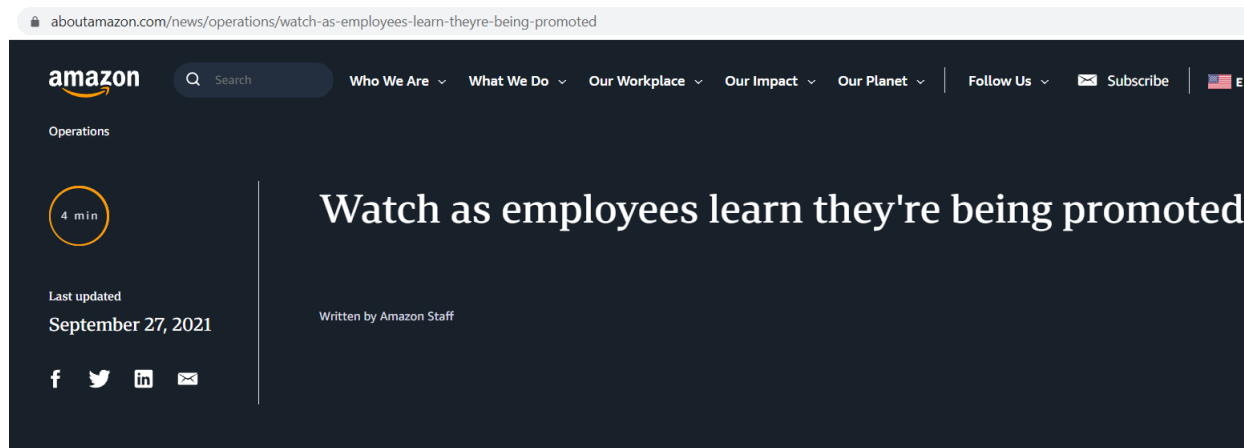 aboutamazon.com/news/operations/watch-as-employees-learn-theyre-being-promoted
amazon
Search
Who We Are
What We Do
Our Workplace
Our Impact
Our Planet
Follow Us
Subscribe
E
Operations
4 min
Watch as employees learn they're being promoted
Last updated
September 27, 2021
Written by Amazon Staff
f
in